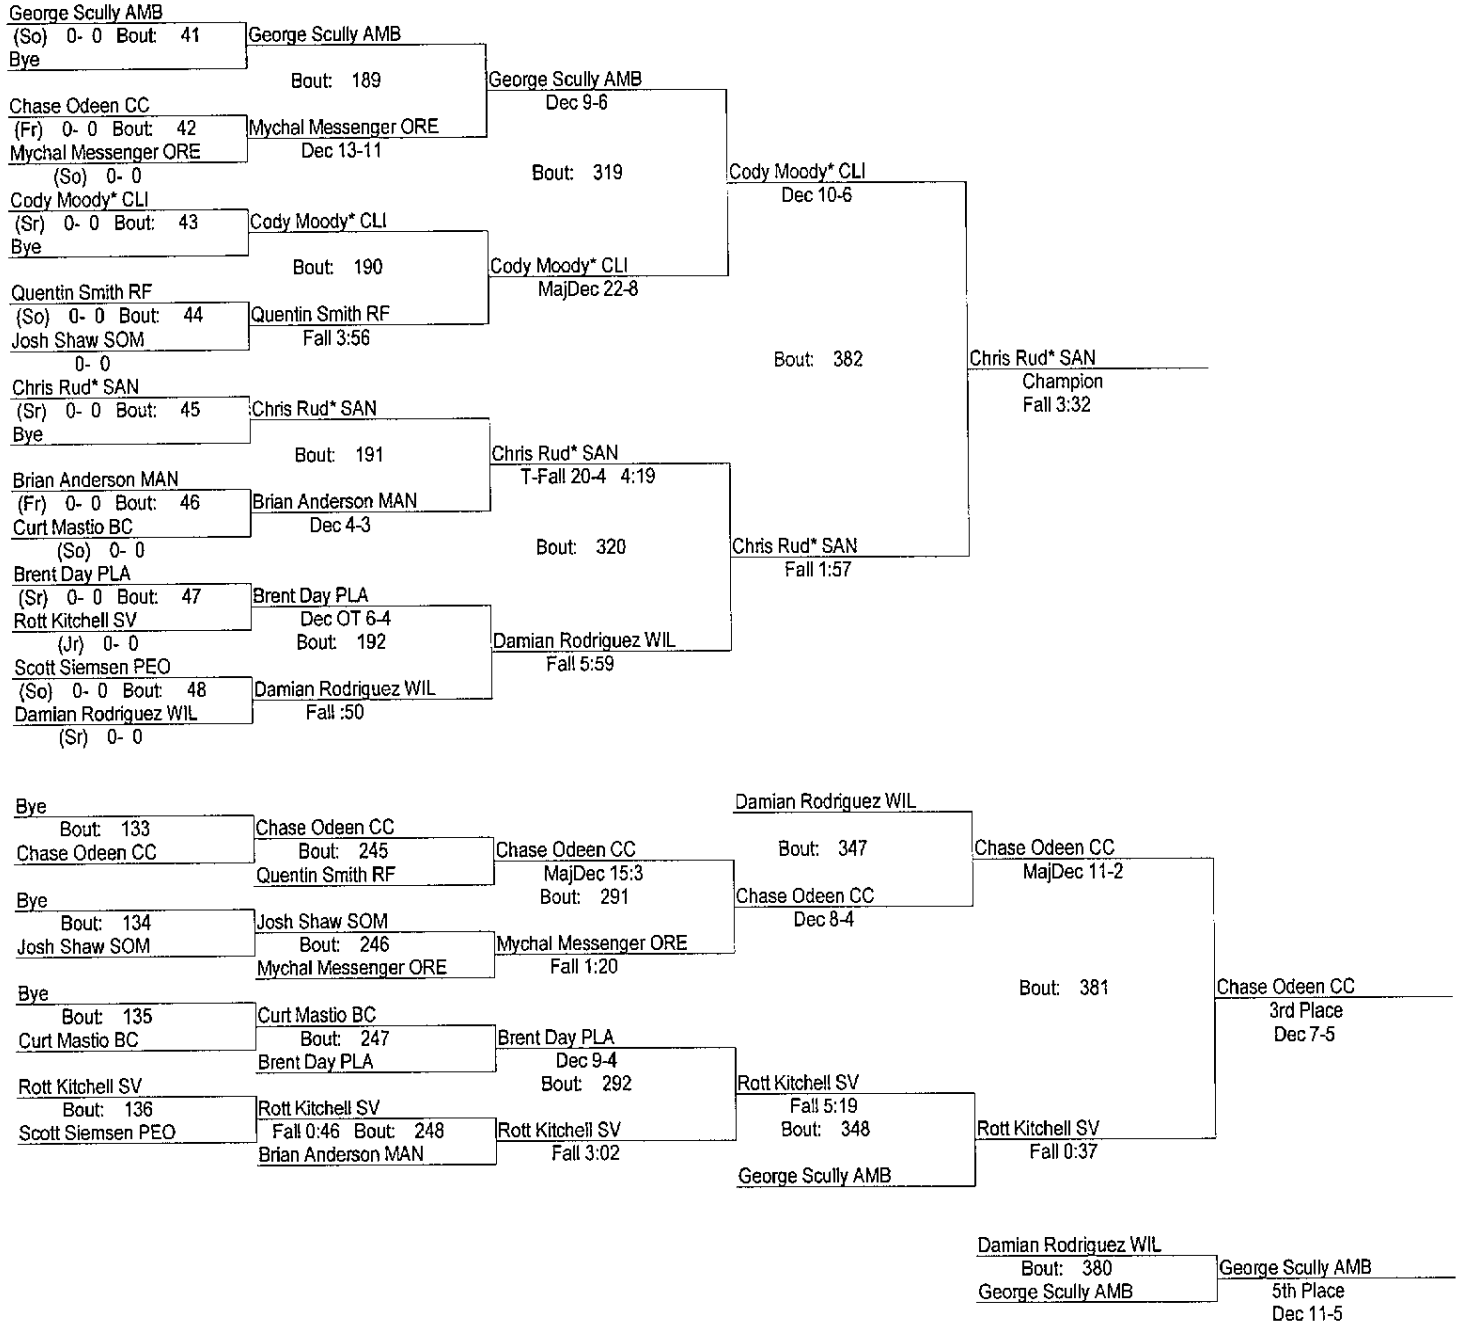 George Scully AMB
(So) 0- 0 Bout: 41
Bye
George Scully AMB
Bout: 189
Chase Odeen CC
(Fr) 0- 0 Bout: 42
Mychal Messenger ORE
(So) 0- 0
Mychal Messenger ORE
Dec 13-11
George Scully AMB
Dec 9-6
Bout: 319
Cody Moody* CLI
(Sr) 0- 0 Bout: 43
Bye
Cody Moody* CLI
Bout: 190
Quentin Smith RF
(So) 0- 0 Bout: 44
Josh Shaw SOM
0- 0
Quentin Smith RF
Fall 3:56
Cody Moody* CLI
MajDec 22-8
Cody Moody* CLI
Dec 10-6
Bout: 382
Chris Rud* SAN
Champion
Fall 3:32
Chris Rud* SAN
(Sr) 0- 0 Bout: 45
Bye
Chris Rud* SAN
Bout: 191
Brian Anderson MAN
(Fr) 0- 0 Bout: 46
Curt Mastio BC
(So) 0- 0
Brian Anderson MAN
Dec 4-3
Chris Rud* SAN
T-Fall 20-4 4:19
Bout: 320
Chris Rud* SAN
Fall 1:57
Brent Day PLA
(Sr) 0- 0 Bout: 47
Rott Kitchell SV
(Jr) 0- 0
Brent Day PLA
Dec OT 6-4
Bout: 192
Scott Siemsen PEO
(So) 0- 0 Bout: 48
Damian Rodriguez WIL
(Sr) 0- 0
Damian Rodriguez WIL
Fall :50
Damian Rodriguez WIL
Fall 5:59
Bye
Bout: 133
Chase Odeen CC
Chase Odeen CC
Bout: 245
Quentin Smith RF
Chase Odeen CC
MajDec 15:3
Bout: 291
Bye
Bout: 134
Josh Shaw SOM
Josh Shaw SOM
Bout: 246
Mychal Messenger ORE
Mychal Messenger ORE
Fall 1:20
Damian Rodriguez WIL
Bout: 347
Chase Odeen CC
Dec 8-4
Chase Odeen CC
MajDec 11-2
Bout: 381
Chase Odeen CC
3rd Place
Dec 7-5
Bye
Bout: 135
Curt Mastio BC
Curt Mastio BC
Bout: 247
Brent Day PLA
Brent Day PLA
Dec 9-4
Bout: 292
Rott Kitchell SV
Bout: 136
Scott Siemsen PEO
Rott Kitchell SV
Fall 0:46 Bout: 248
Brian Anderson MAN
Rott Kitchell SV
Fall 3:02
Rott Kitchell SV
Fall 5:19
Bout: 348
George Scully AMB
Rott Kitchell SV
Fall 0:37
Damian Rodriguez WIL
Bout: 380
George Scully AMB
George Scully AMB
5th Place
Dec 11-5